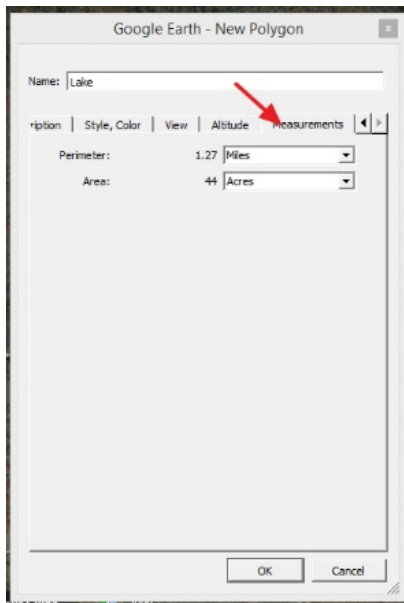 Google Earth - New Polygon
x
Name: Lake
ription Style, Color View Altitude Measurements
Perimeter: 1.27 Miles
Area: 44 Acres
OK Cancel